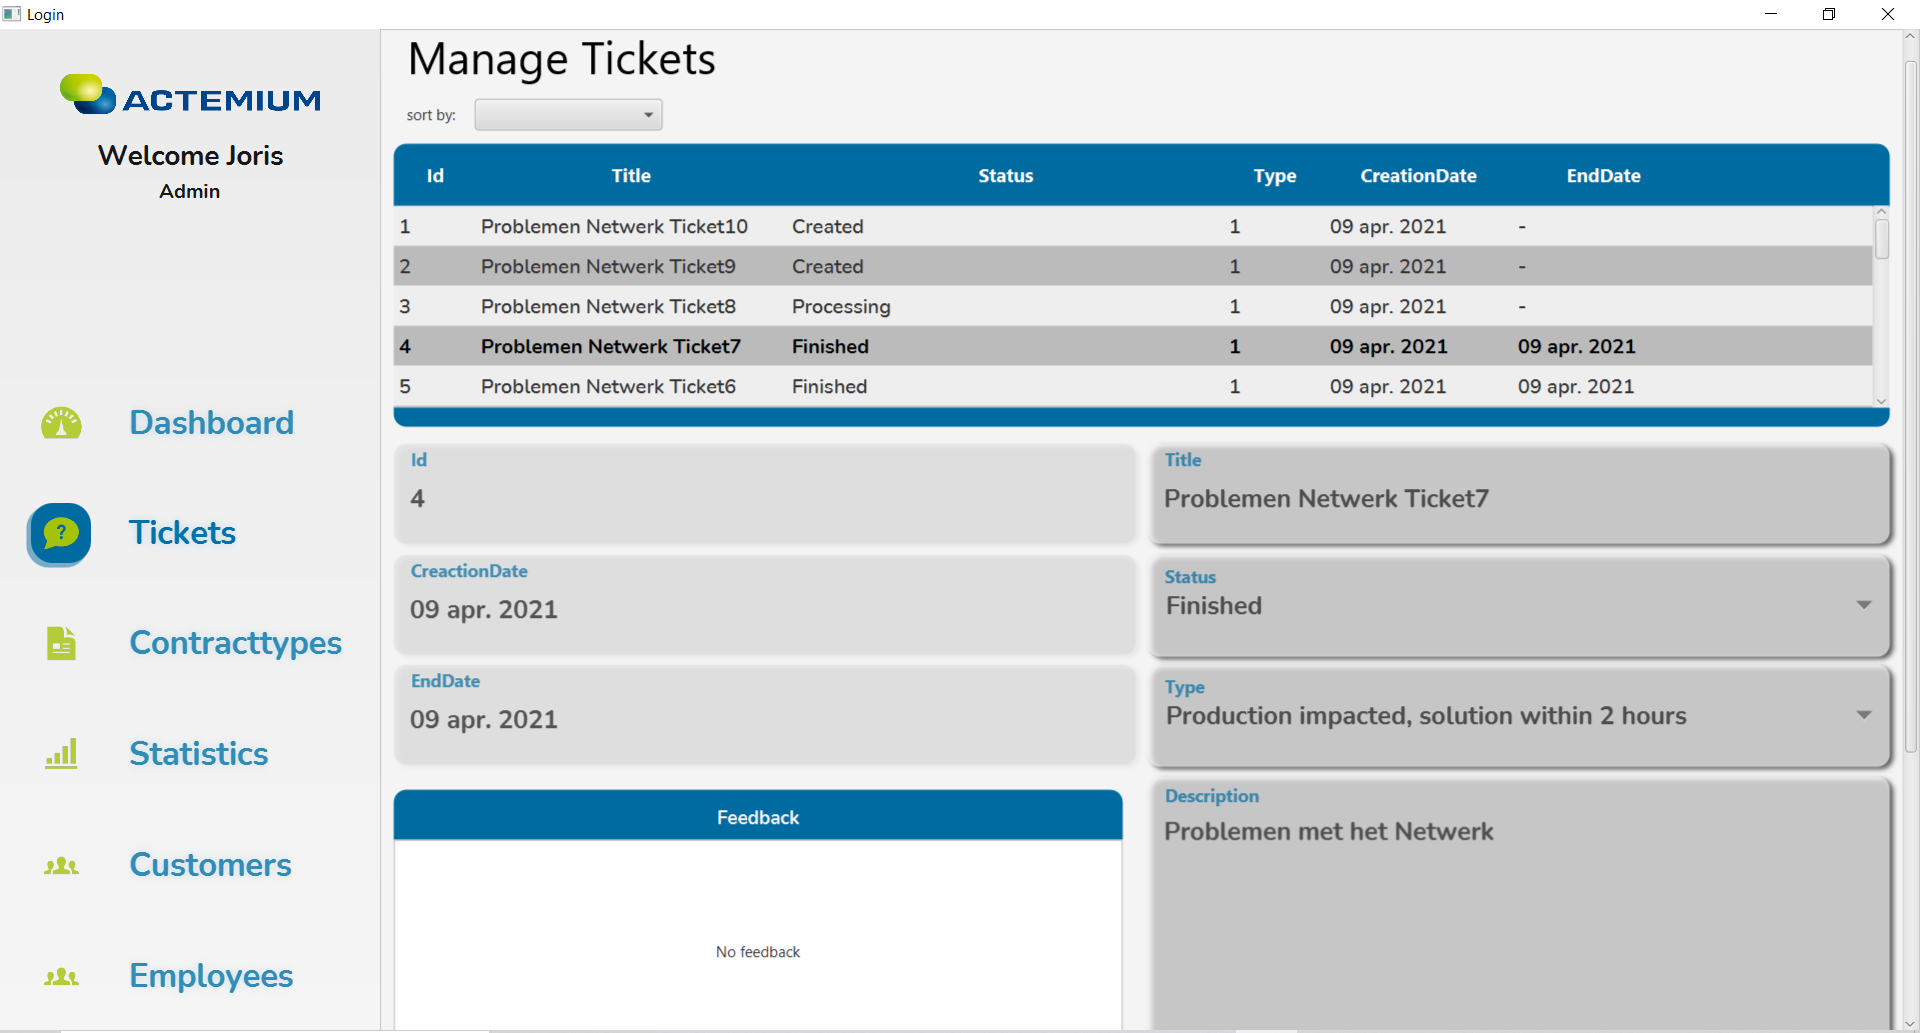 Login
ACTEMIUM
Welcome Joris
Admin
Dashboard
? Tickets
Contracttypes
Statistics
Customers
Employees
Manage Tickets
sort by:
Id Title Status Type CreationDate EndDate
1 Problemen Netwerk Ticket10 Created 1 09 apr. 2021 -
2 Problemen Netwerk Ticket9 Created 1 09 apr. 2021 -
3 Problemen Netwerk Ticket8 Processing 1 09 apr. 2021 -
4 Problemen Netwerk Ticket7 Finished 1 09 apr. 2021 09 apr. 2021
5 Problemen Netwerk Ticket6 Finished 1 09 apr. 2021 09 apr. 2021
Id
4
Title
Problemen Netwerk Ticket7
CreactionDate
09 apr. 2021
Status
Finished
EndDate
09 apr. 2021
Type
Production impacted, solution within 2 hours
Feedback
No feedback
Description
Problemen met het Netwerk